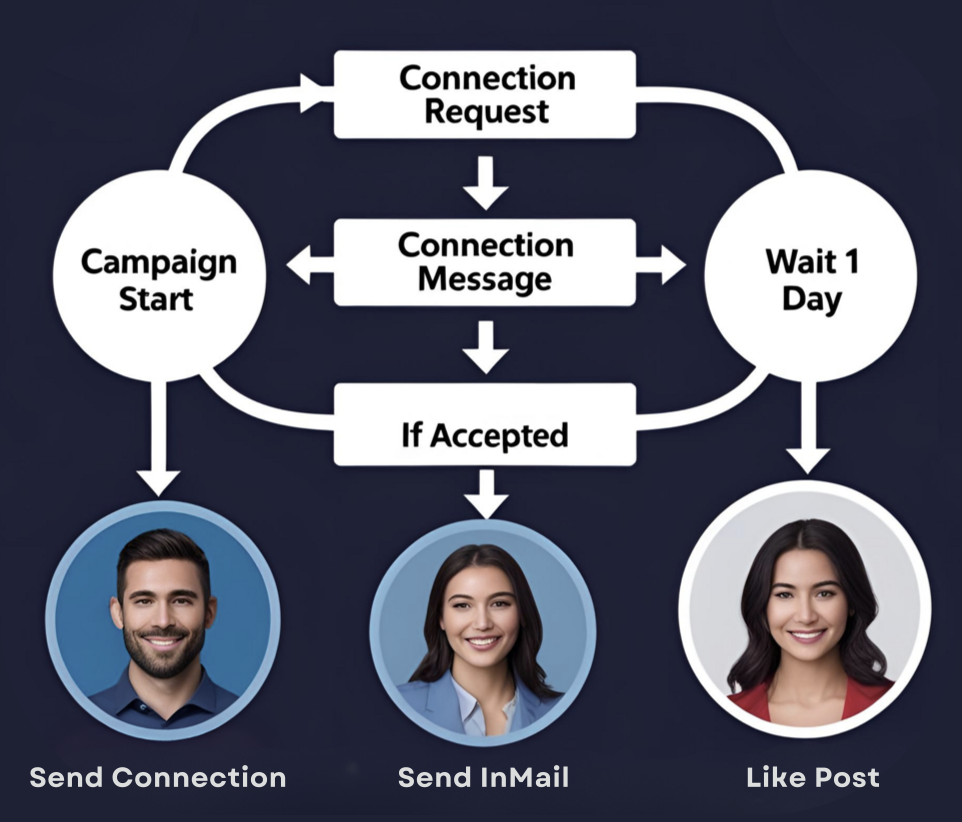 Connection
Request
Campaign
Start
Connection
Message
Wait 1
Day
If Accepted
Send Connection
Send InMail
Like Post